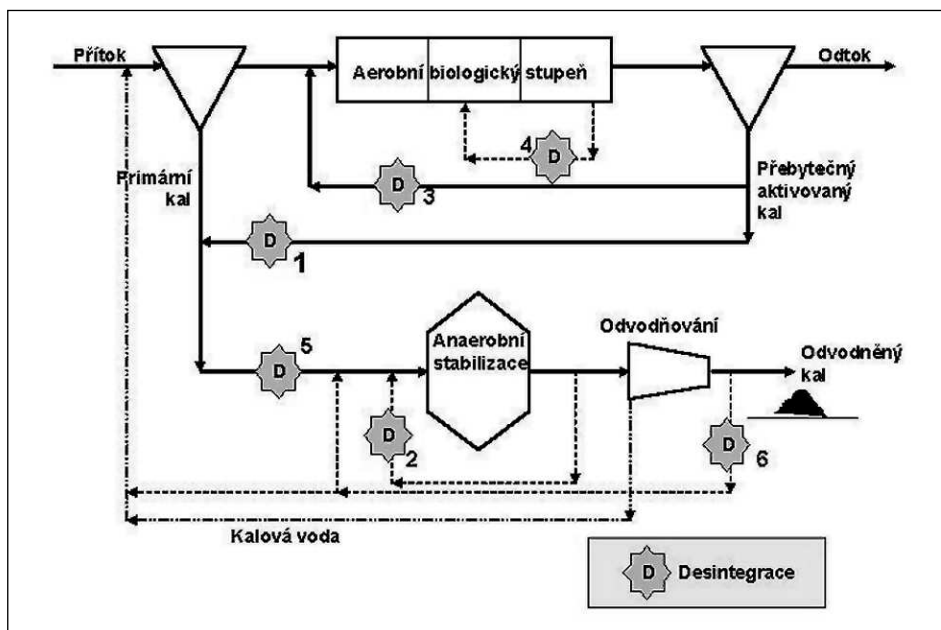 Přítok
Aerobní biologický stupeň
Odtok
D
4
D
3
Primární
kal
Přebytečný
aktivovaný
kal
D
1
5
D
Anaerobní
stabilizace
Odvodňování
Odvodněný
kal
D
2
D
6
Kalová voda
D
Desintegrace